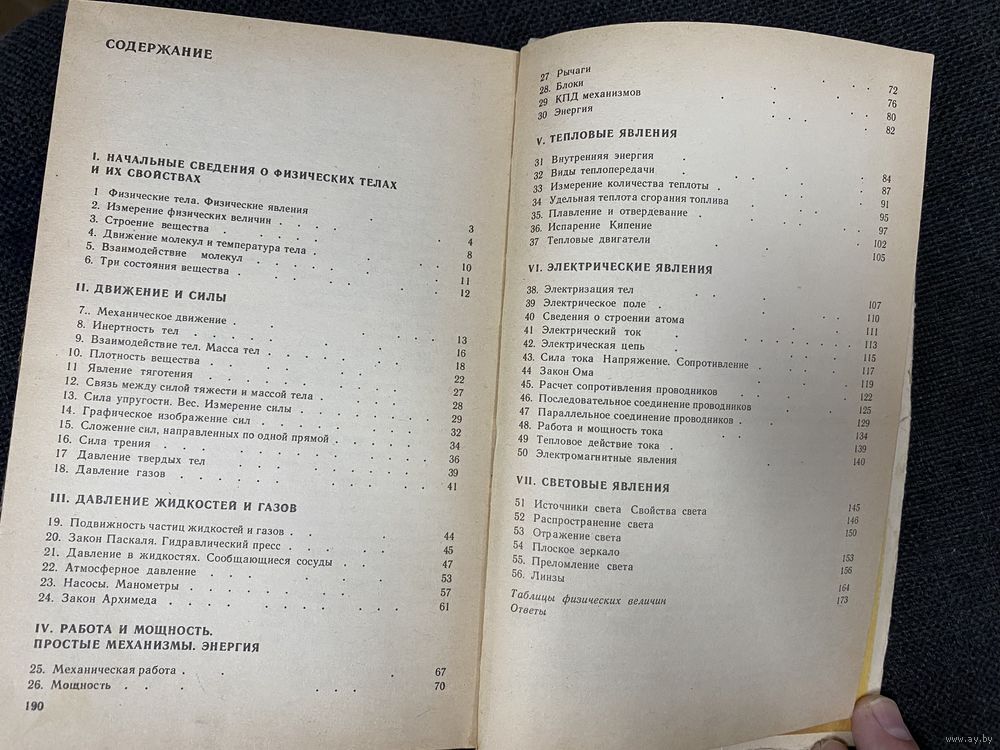 СОДЕРЖАНИЕ
I. НАЧАЛЬНЫЕ СВЕДЕНИЯ О ФИЗИЧЕСКИХ ТЕЛАХ
И ИХ СВОЙСТВАХ
1 Физические тела. Физические явления 3
2. Измерение физических величин 4
3. Строение вещества 8
4. Движение молекул и температура тела 10
5. Взаимодействие молекул 11
6. Три состояния вещества 12
II. ДВИЖЕНИЕ И СИЛЫ
7.. Механическое движение 13
8. Инертность тел 16
9. Взаимодействие тел. Масса тел 18
10. Плотность вещества 22
11 Явление тяготения 27
12. Связь между силой тяжести и массой тела 28
13. Сила упругости. Вес. Измерение силы 29
14. Графическое изображение сил 32
15. Сложение сил, направленных по одной прямой 34
16. Сила трения 36
17 Давление твердых тел 39
18. Давление газов 41
III. ДАВЛЕНИЕ ЖИДКОСТЕЙ И ГАЗОВ
19. Подвижность частиц жидкостей и газов 44
20. Закон Паскаля. Гидравлический пресс 45
21. Давление в жидкостях. Сообщающиеся сосуды 47
22. Атмосферное давление 53
23. Насосы. Манометры 57
24. Закон Архимеда 61
IV. РАБОТА И МОЩНОСТЬ.
ПРОСТЫЕ МЕХАНИЗМЫ. ЭНЕРГИЯ
25. Механическая работа 67
26. Мощность 70
190
27 Рычаги 72
28. Блоки 76
29 КПД механизмов 80
30 Энергия 82
V. ТЕПЛОВЫЕ ЯВЛЕНИЯ
31 Внутренняя энергия 84
32 Виды теплопередачи 87
33 Измерение количества теплоты 91
34 Удельная теплота сгорания топлива 95
35. Плавление и отвердевание 97
36. Испарение Кипение 102
37 Тепловые двигатели 105
VI. ЭЛЕКТРИЧЕСКИЕ ЯВЛЕНИЯ
38. Электризация тел 107
39 Электрическое поле 110
40 Сведения о строении атома 111
41 Электрический ток 113
42. Электрическая цепь 115
43. Сила тока Напряжение. Сопротивление 117
44 Закон Ома 119
45. Расчет сопротивления проводников 122
46. Последовательное соединение проводников 125
47 Параллельное соединение проводников 129
48. Работа и мощность тока 134
49 Тепловое действие тока 139
50 Электромагнитные явления 140
VII. СВЕТОВЫЕ ЯВЛЕНИЯ
51 Источники света Свойства света 145
52 Распространение света 146
53 Отражение света 150
54 Плоское зеркало 153
55. Преломление света 156
56. Линзы
Таблицы физических величин 164
Ответы 173
www.ay.by